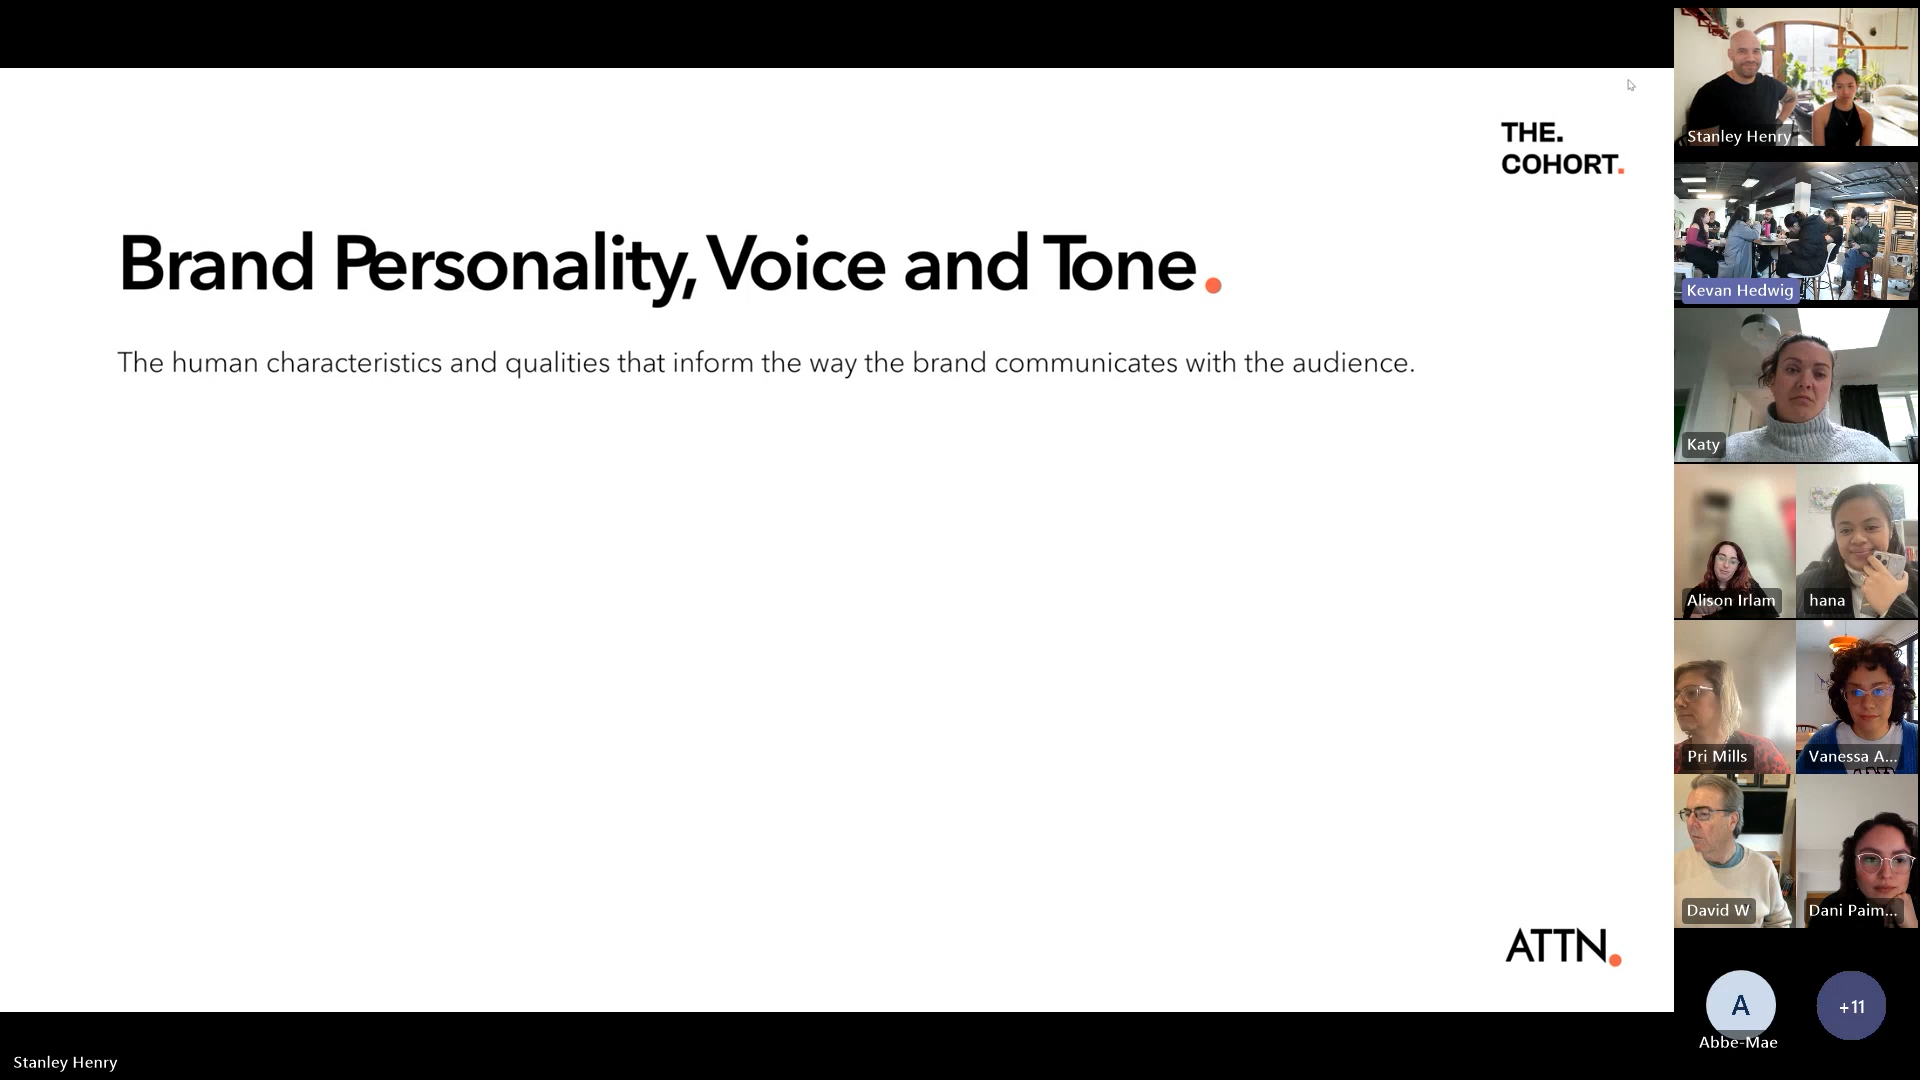 THE.
COHORT.
Brand Personality, Voice and Tone.
The human characteristics and qualities that inform the way the brand communicates with the audience.
ATTN.
Stanley Henry
Stanley Henry
Kevan Hedwig
Katy
Alison Irlam
hana
Pri Mills
Vanessa A...
David W
Dani Paim...
A
Abbe-Mae
+11